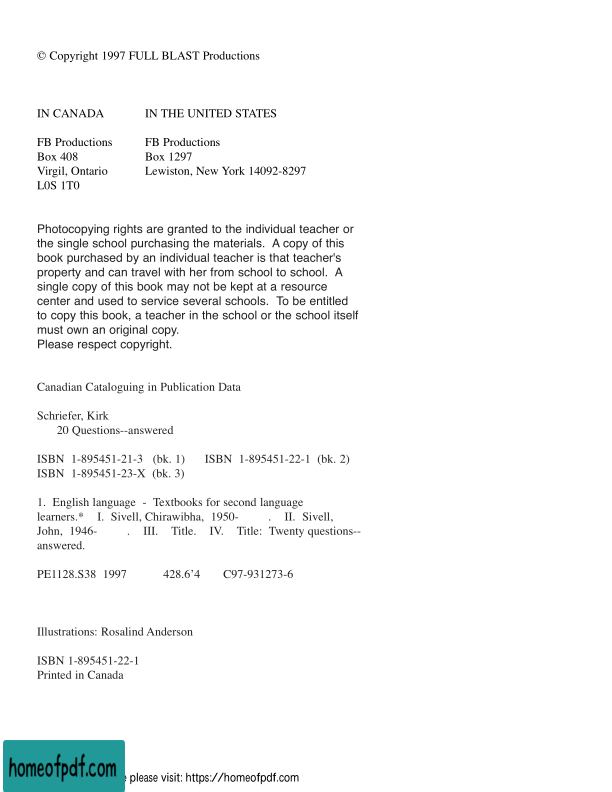 © Copyright 1997 FULL BLAST Productions
IN CANADA IN THE UNITED STATES
FB Productions FB Productions
Box 408 Box 1297
Virgil, Ontario Lewiston, New York 14092-8297
L0S 1T0
Photocopying rights are granted to the individual teacher or
the single school purchasing the materials. A copy of this
book purchased by an individual teacher is that teacher's
property and can travel with her from school to school. A
single copy of this book may not be kept at a resource
center and used to service several schools. To be entitled
to copy this book, a teacher in the school or the school itself
must own an original copy.
Please respect copyright.
Canadian Cataloguing in Publication Data
Schriefer, Kirk
20 Questions--answered
ISBN 1-895451-21-3 (bk. 1) ISBN 1-895451-22-1 (bk. 2)
ISBN 1-895451-23-X (bk. 3)
1. English language - Textbooks for second language
learners.* I. Sivell, Chirawibha, 1950- . II. Sivell,
John, 1946- . III. Title. IV. Title: Twenty questions--
answered.
PE1128.S38 1997 428.6'4 C97-931273-6
Illustrations: Rosalind Anderson
ISBN 1-895451-22-1
Printed in Canada
homeofpdf.com please visit: https://homeofpdf.com